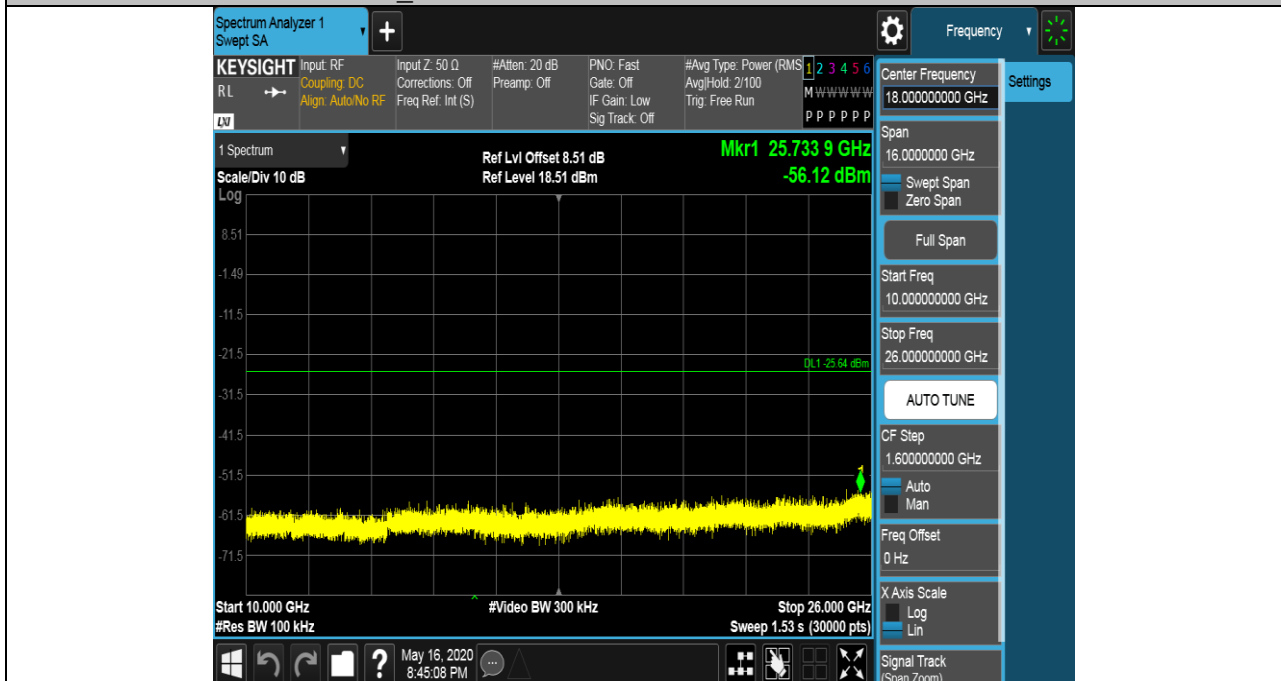 Spectrum Analyzer 1
Swept SA
+
Frequency
KEYSIGHT
RL
LXI
Input: RF
Coupling: DC
Align: Auto/No RF
Input Z: 50 Ω
Corrections: Off
Freq Ref: Int (S)
#Atten: 20 dB
Preamp: Off
PNO: Fast
Gate: Off
IF Gain: Low
Sig Track: Off
#Avg Type: Power (RMS
Avg|Hold: 2/100
Trig: Free Run
1 2 3 4 5 6
M W W W W W
P P P P P P
1 Spectrum
Scale/Div 10 dB
Ref Lvl Offset 8.51 dB
Ref Level 18.51 dBm
Mkr1 25.733 9 GHz
-56.12 dBm
Log
8.51
-1.49
-11.5
-21.5
-31.5
-41.5
-51.5
-61.5
-71.5
DL1 -25.64 dBm
1
Start 10.000 GHz
#Res BW 100 kHz
#Video BW 300 kHz
Stop 26.000 GHz
Sweep 1.53 s (30000 pts)
Center Frequency
18.000000000 GHz
Span
16.0000000 GHz
Swept Span
Zero Span
Full Span
Start Freq
10.000000000 GHz
Stop Freq
26.000000000 GHz
AUTO TUNE
CF Step
1.600000000 GHz
Auto
Man
Freq Offset
0 Hz
X Axis Scale
Log
Lin
Signal Track
(Span Zoom)
Settings
?
May 16, 2020
8:45:08 PM